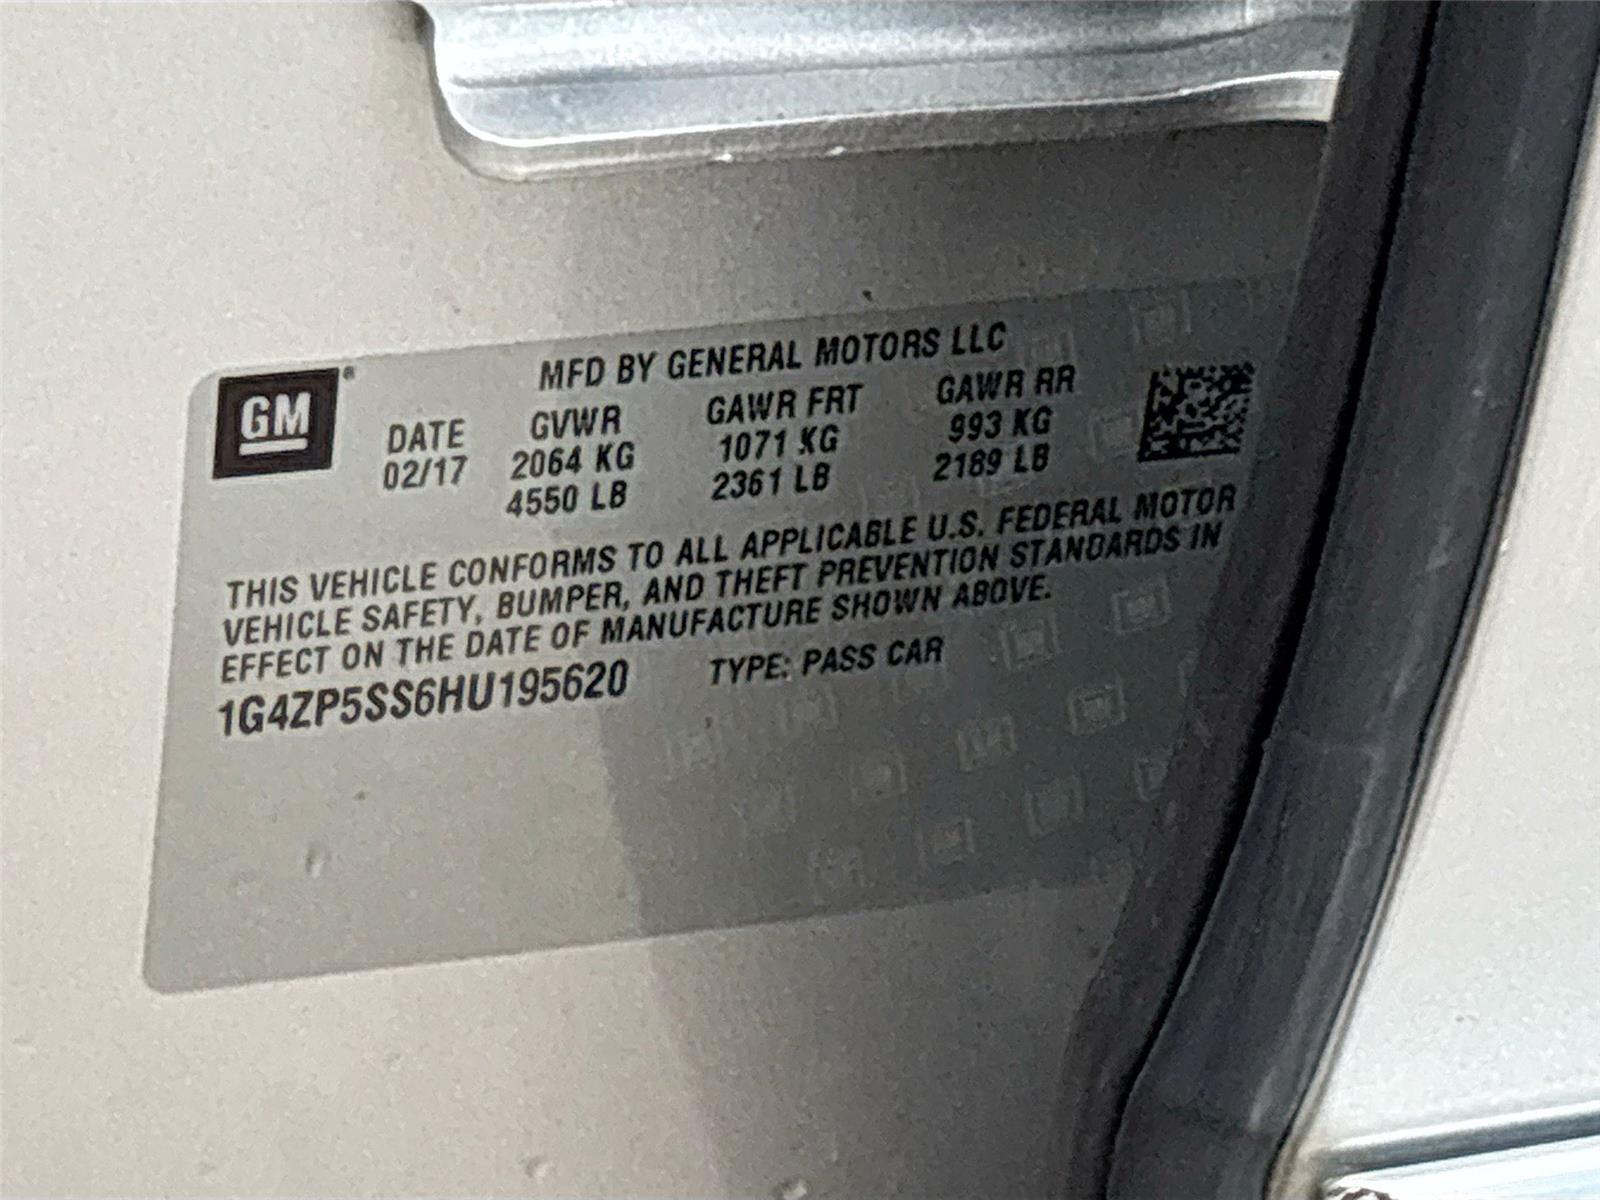 GM®
MFD BY GENERAL MOTORS LLC
DATE GVWR GAWR FRT GAWR RR
02/17 2064 KG 1071 KG 993 KG
4550 LB 2361 LB 2189 LB
THIS VEHICLE CONFORMS TO ALL APPLICABLE U.S. FEDERAL MOTOR
VEHICLE SAFETY, BUMPER, AND THEFT PREVENTION STANDARDS IN
EFFECT ON THE DATE OF MANUFACTURE SHOWN ABOVE.
1G4ZP5SS6HU195620 TYPE: PASS CAR